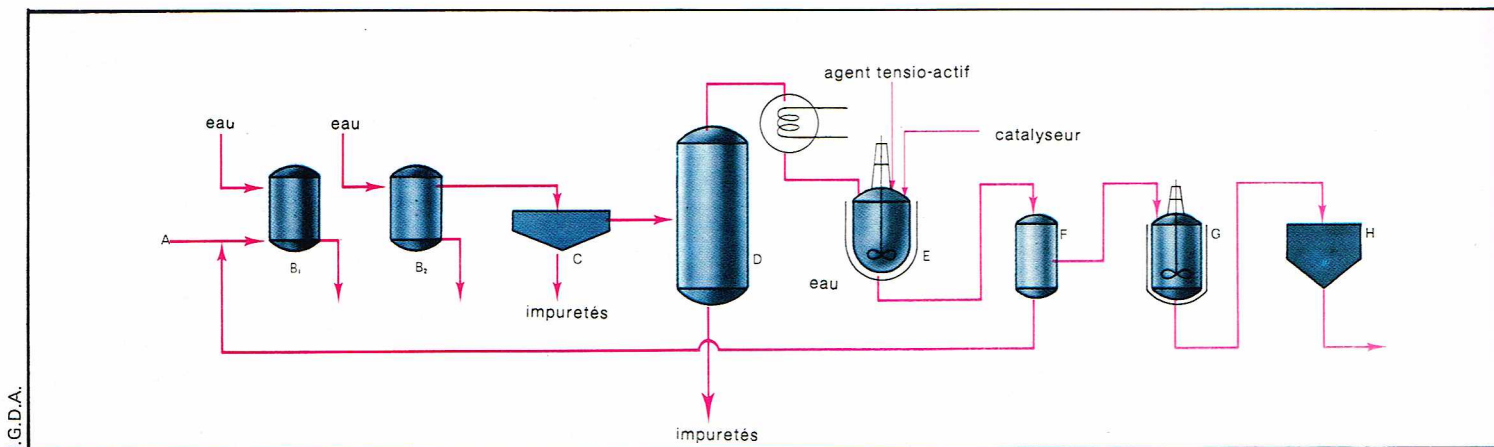 agent tensio-actif
eau
eau
catalyseur
A
B₁
B₂
C
D
E
F
G
H
eau
impuretés
impuretés
.G.D.A.